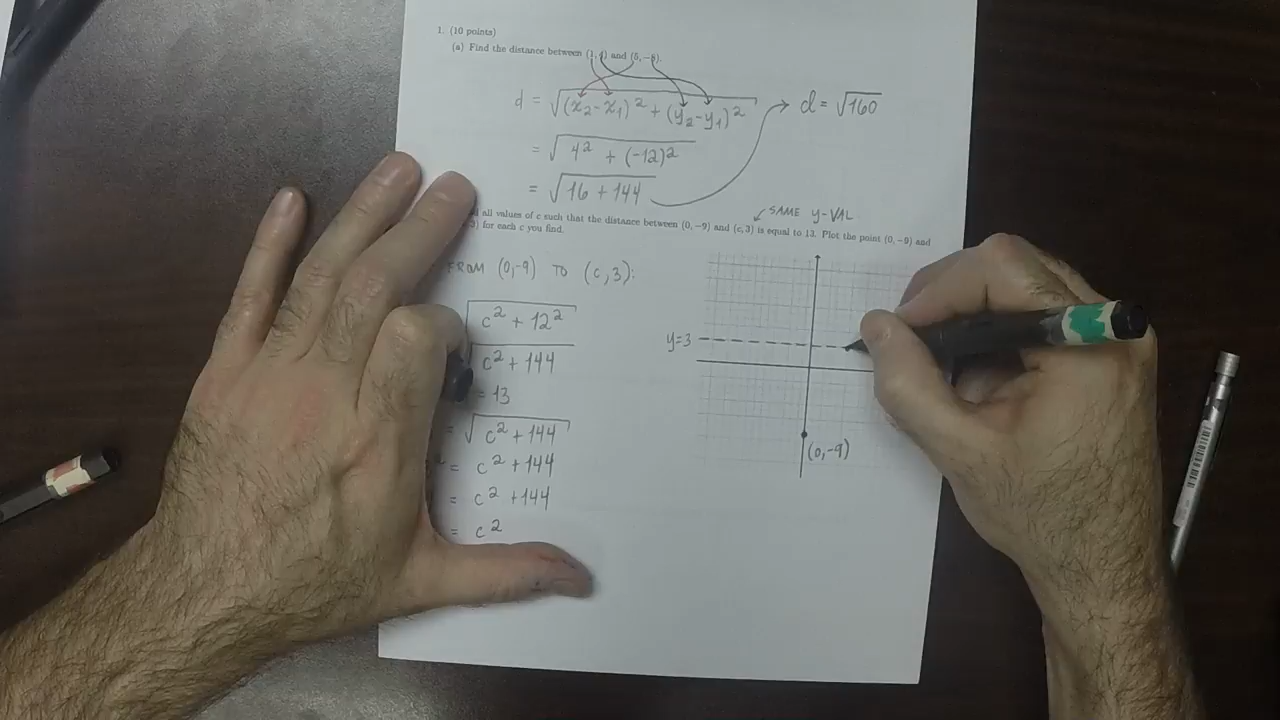 1. (10 points)
(a) Find the distance between (1, 4) and (5, −8).
d = √(x₂−x₁)² + (y₂−y₁)²
d = √160
= √4² + (−12)²
= √16 + 144
SAME y-VAL
all values of c such that the distance between (0, −9) and (c, 3) is equal to 13. Plot the point (0, −9) and
3) for each c you find.
FROM (0,−9) TO (c, 3):
√c² + 12²
√c² + 144
= 13
= √c² + 144
= c² + 144
= c² + 144
= c²
y=3
(0,−9)